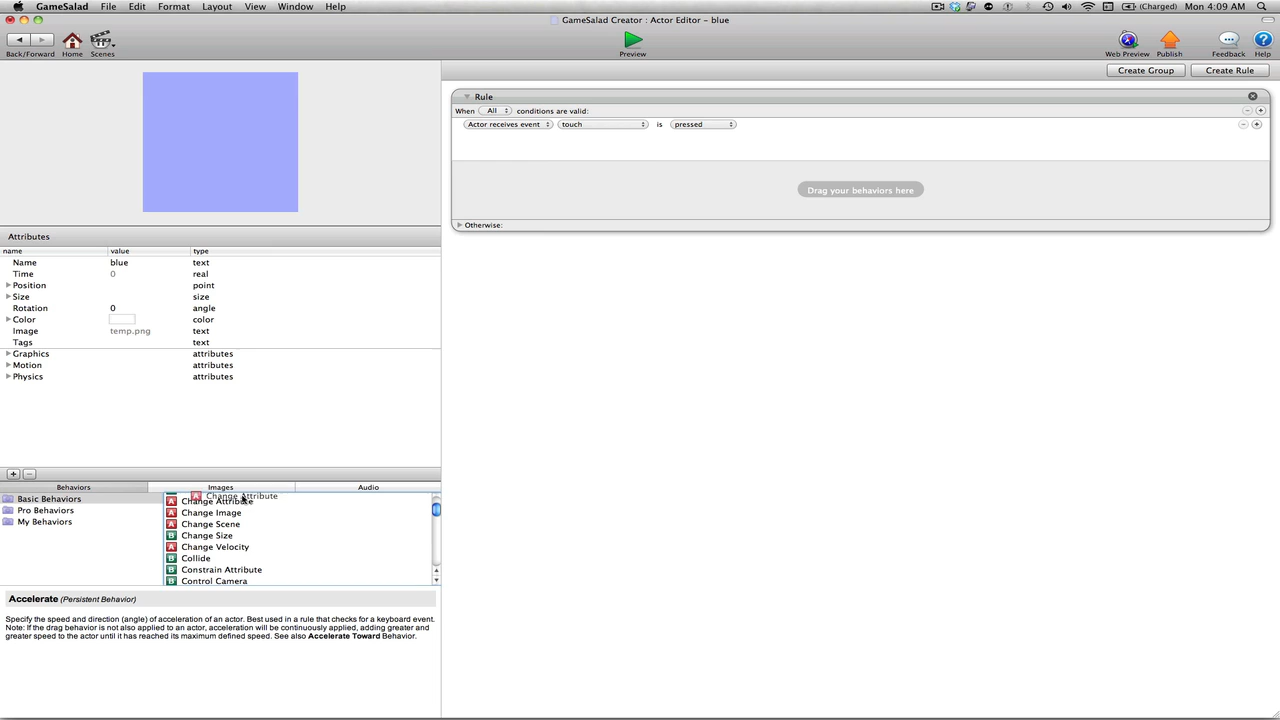 GameSalad File Edit Format Layout View Window Help (Charged) Mon 4:09 AM
GameSalad Creator : Actor Editor - blue
Back/Forward Home Scenes Preview Web Preview Publish Feedback Help
Create Group Create Rule
Rule
When All conditions are valid:
Actor receives event touch is pressed
Drag your behaviors here
Otherwise:
Attributes
name value type
Name blue text
Time 0 real
Position point
Size size
Rotation 0 angle
Color color
Image temp.png text
Tags text
Graphics attributes
Motion attributes
Physics attributes
Behaviors Images Audio
Basic Behaviors
Pro Behaviors
My Behaviors
Change Attribute
Change Attribute
Change Image
Change Scene
Change Size
Change Velocity
Collide
Constrain Attribute
Control Camera
Accelerate (Persistent Behavior)
Specify the speed and direction (angle) of acceleration of an actor. Best used in a rule that checks for a keyboard event.
Note: If the drag behavior is not also applied to an actor, acceleration will be continuously applied, adding greater and
greater speed to the actor until it has reached its maximum defined speed. See also Accelerate Toward Behavior.